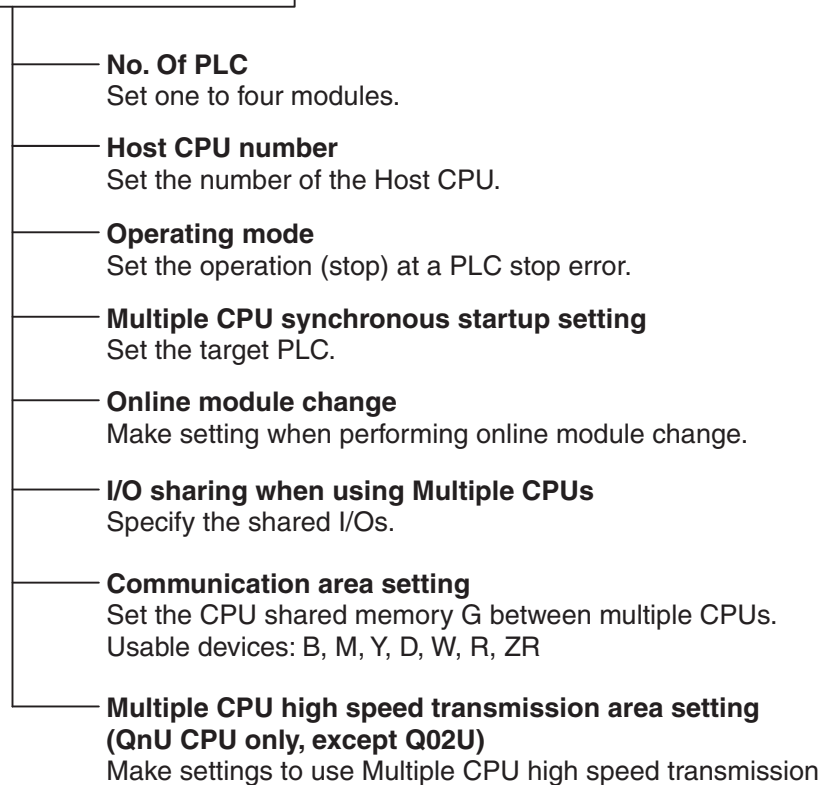 No. Of PLC
Set one to four modules.
Host CPU number
Set the number of the Host CPU.
Operating mode
Set the operation (stop) at a PLC stop error.
Multiple CPU synchronous startup setting
Set the target PLC.
Online module change
Make setting when performing online module change.
I/O sharing when using Multiple CPUs
Specify the shared I/Os.
Communication area setting
Set the CPU shared memory G between multiple CPUs.
Usable devices: B, M, Y, D, W, R, ZR
Multiple CPU high speed transmission area setting
(QnU CPU only, except Q02U)
Make settings to use Multiple CPU high speed transmission